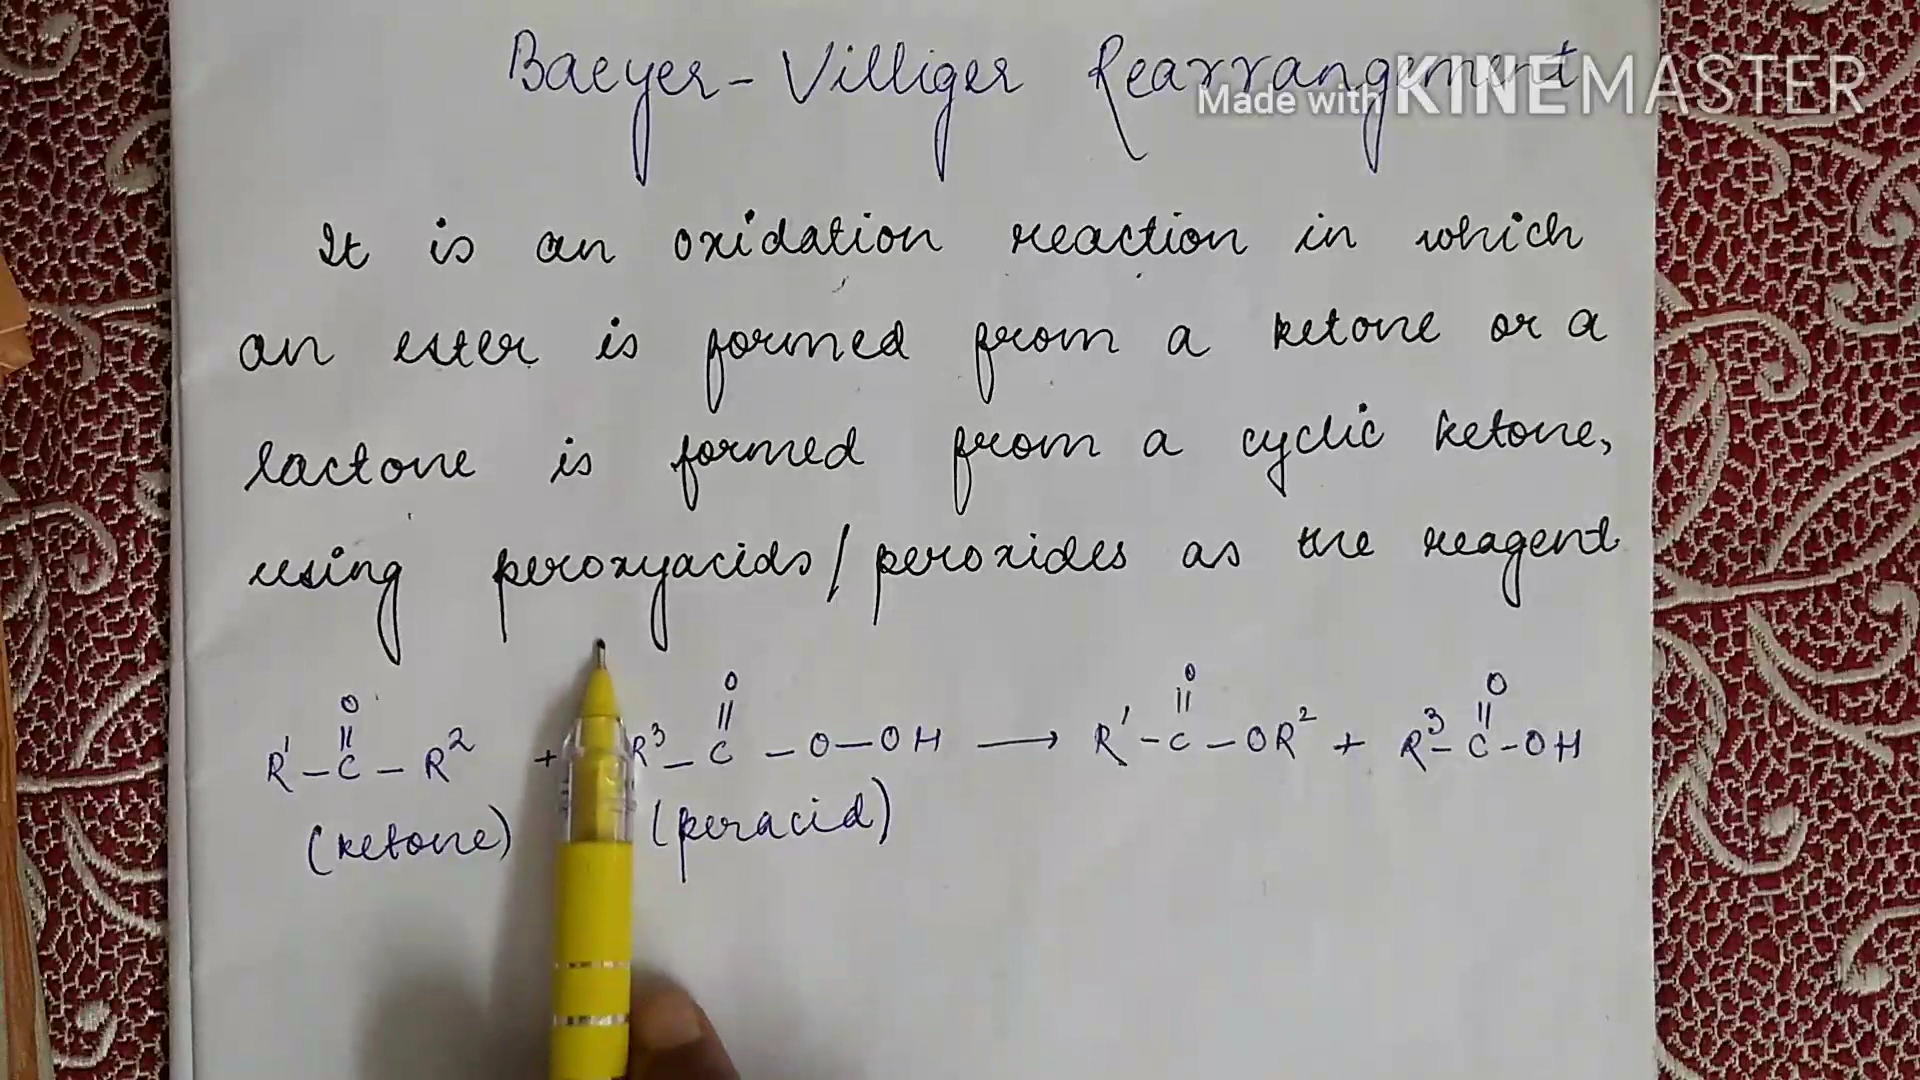 Baeyer-Villiger Rearrangement
Made with KINEMASTER
It is an oxidation reaction in which
an ester is formed from a ketone or a
lactone is formed from a cyclic ketone,
using peroxyacids/peroxides as the reagent
O O O O
R' - C - R² + R³ - C - O - OH → R' - C - OR² + R³ - C - OH
(ketone) (peracid)